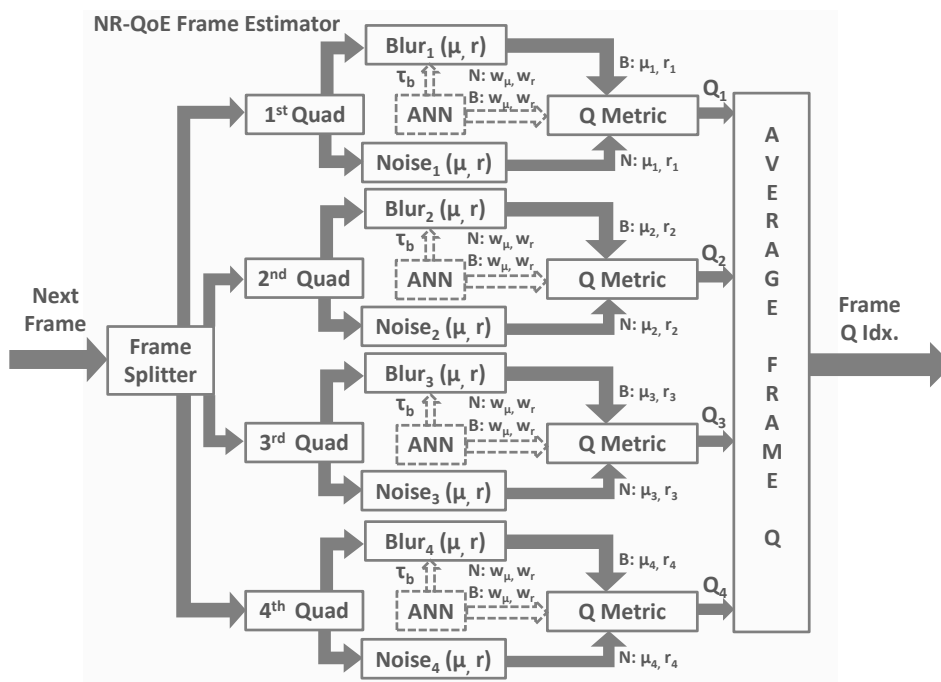 NR-QoE Frame Estimator
Next
Frame
Frame
Splitter
1st Quad
Blur1 (μ, r)
τb
ANN
N: wμ, wr
B: wμ, wr
Noise1 (μ, r)
B: μ1, r1
Q Metric
N: μ1, r1
Q1
2nd Quad
Blur2 (μ, r)
τb
ANN
N: wμ, wr
B: wμ, wr
Noise2 (μ, r)
B: μ2, r2
Q Metric
N: μ2, r2
Q2
3rd Quad
Blur3 (μ, r)
τb
ANN
N: wμ, wr
B: wμ, wr
Noise3 (μ, r)
B: μ3, r3
Q Metric
N: μ3, r3
Q3
4th Quad
Blur4 (μ, r)
τb
ANN
N: wμ, wr
B: wμ, wr
Noise4 (μ, r)
B: μ4, r4
Q Metric
N: μ4, r4
Q4
AVERAGE FRAME Q
Frame
Q Idx.